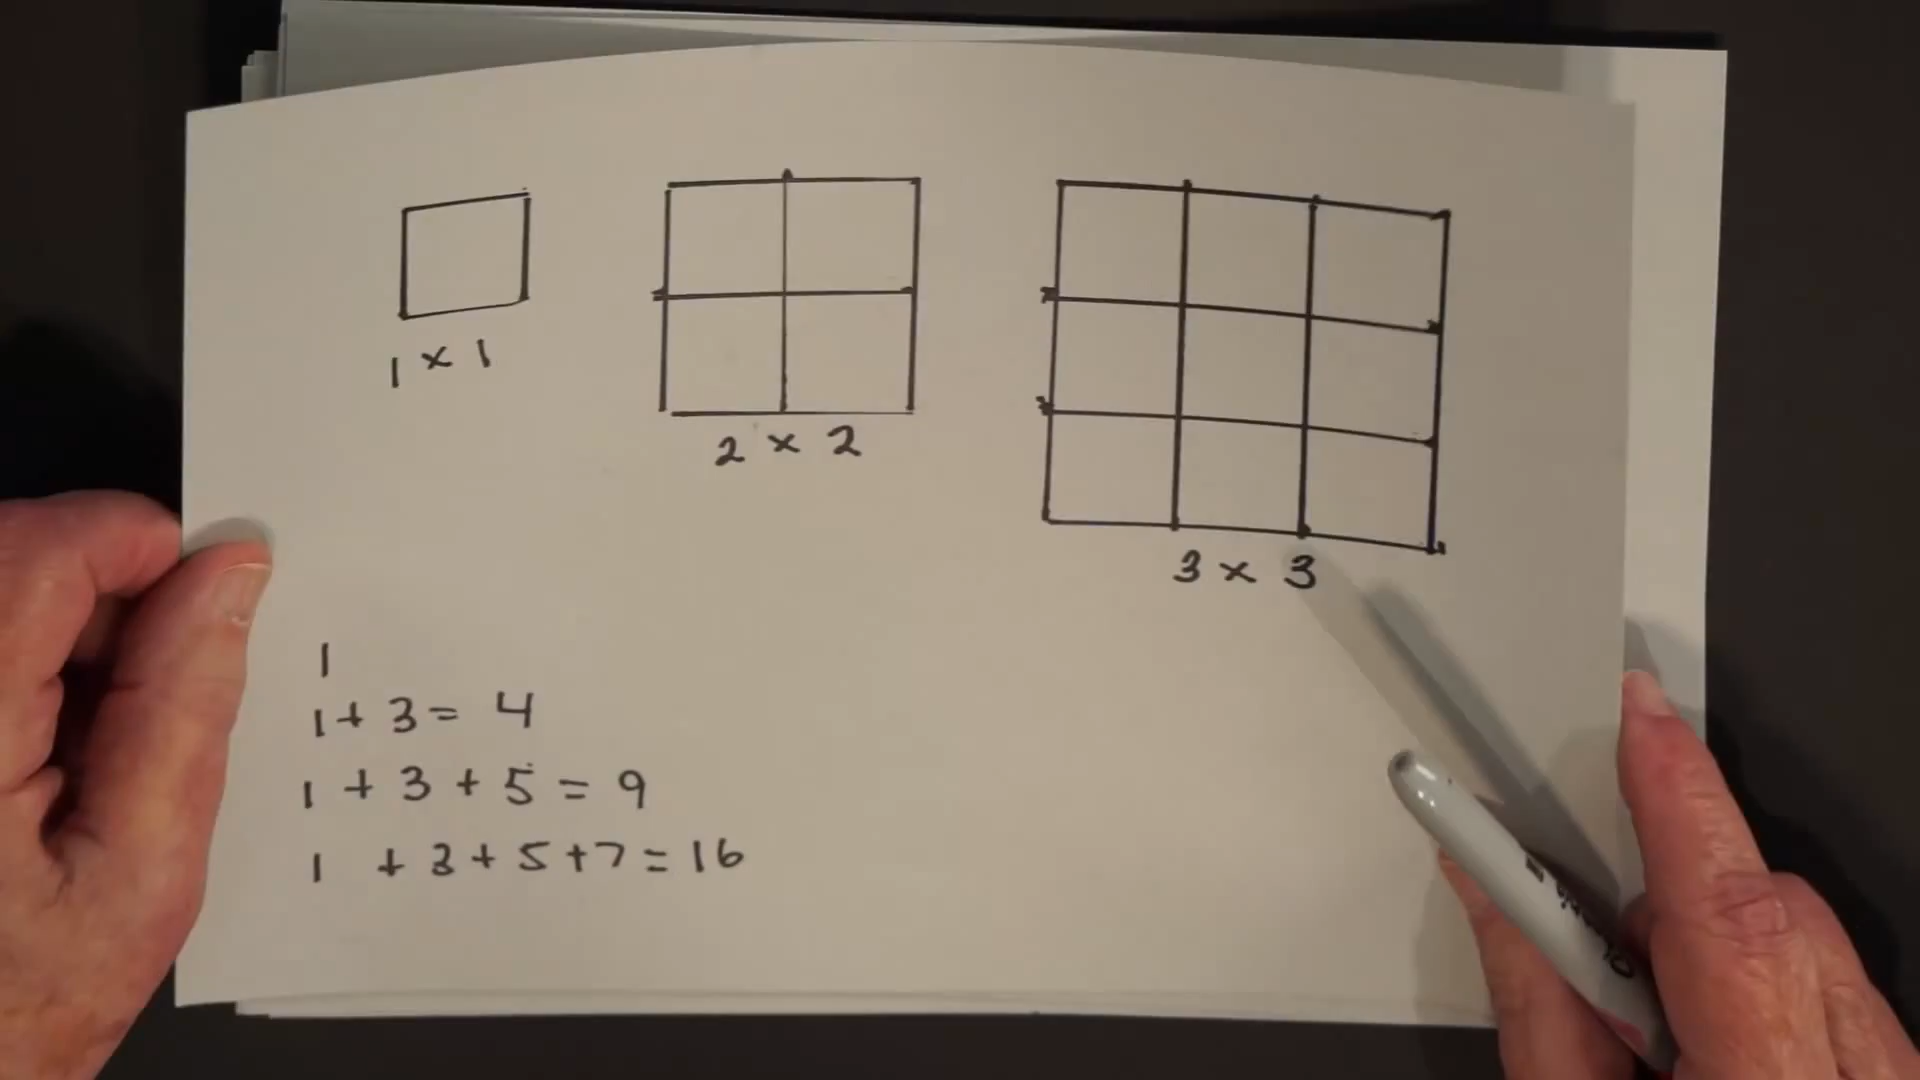 1 × 1
2 × 2
3 × 3
1
1 + 3 = 4
1 + 3 + 5 = 9
1 + 3 + 5 + 7 = 16